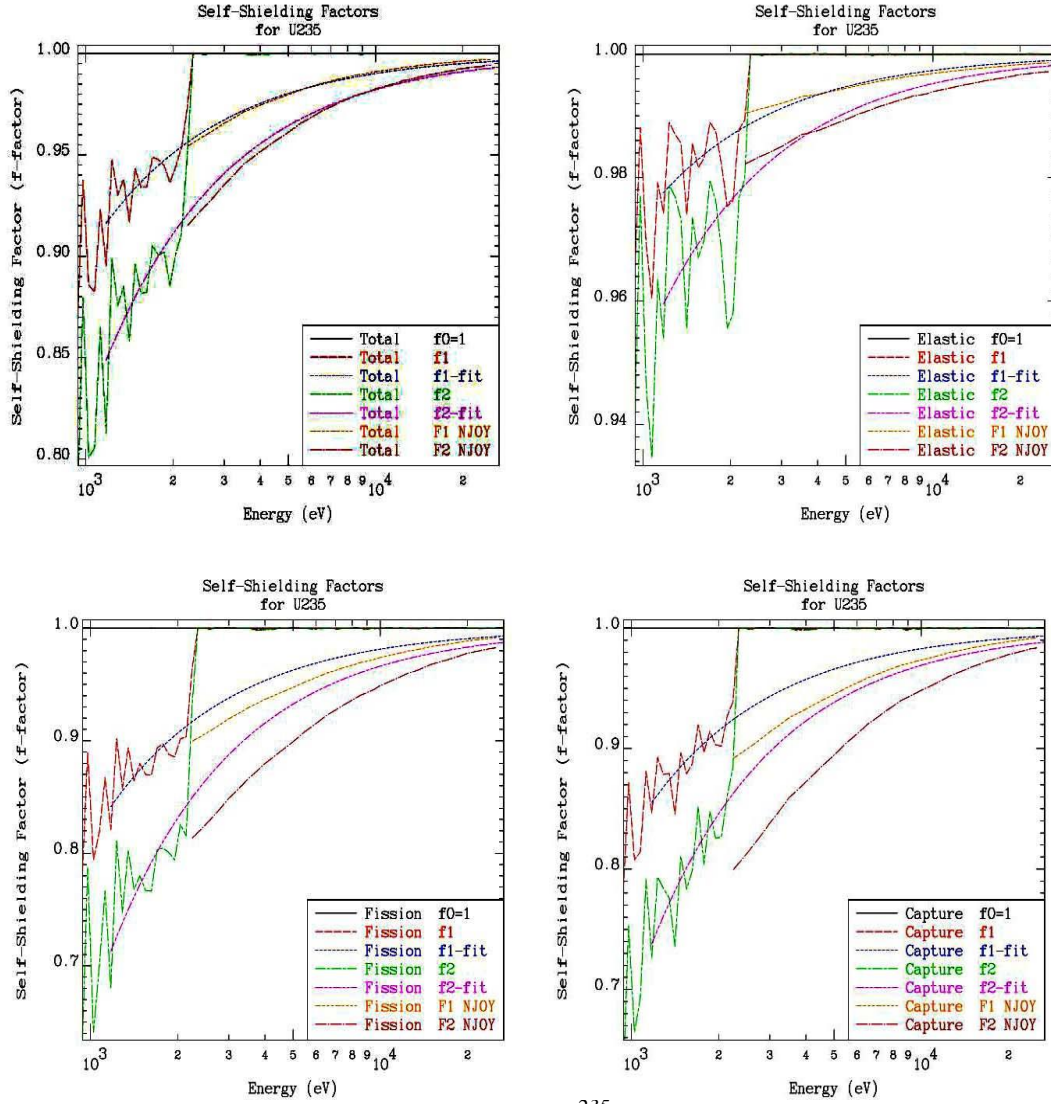 Self-Shielding Factors
for U235
1.00
0.95
0.90
0.85
0.80
Self-Shielding Factor (f-factor)
Total f0=1
Total f1
Total f1-fit
Total f2
Total f2-fit
Total F1 NJOY
Total F2 NJOY
10^3 2 3 4 5 6 7 8 9 10^4 2
Energy (eV)
Self-Shielding Factors
for U235
1.00
0.98
0.96
0.94
Self-Shielding Factor (f-factor)
Elastic f0=1
Elastic f1
Elastic f1-fit
Elastic f2
Elastic f2-fit
Elastic F1 NJOY
Elastic F2 NJOY
10^3 2 3 4 5 6 7 8 9 10^4 2
Energy (eV)
Self-Shielding Factors
for U235
1.0
0.9
0.8
0.7
Self-Shielding Factor (f-factor)
Fission f0=1
Fission f1
Fission f1-fit
Fission f2
Fission f2-fit
Fission F1 NJOY
Fission F2 NJOY
10^3 2 3 4 5 6 7 8 9 10^4 2
Energy (eV)
Self-Shielding Factors
for U235
1.0
0.9
0.8
0.7
Self-Shielding Factor (f-factor)
Capture f0=1
Capture f1
Capture f1-fit
Capture f2
Capture f2-fit
Capture F1 NJOY
Capture F2 NJOY
10^3 2 3 4 5 6 7 8 9 10^4 2
Energy (eV)